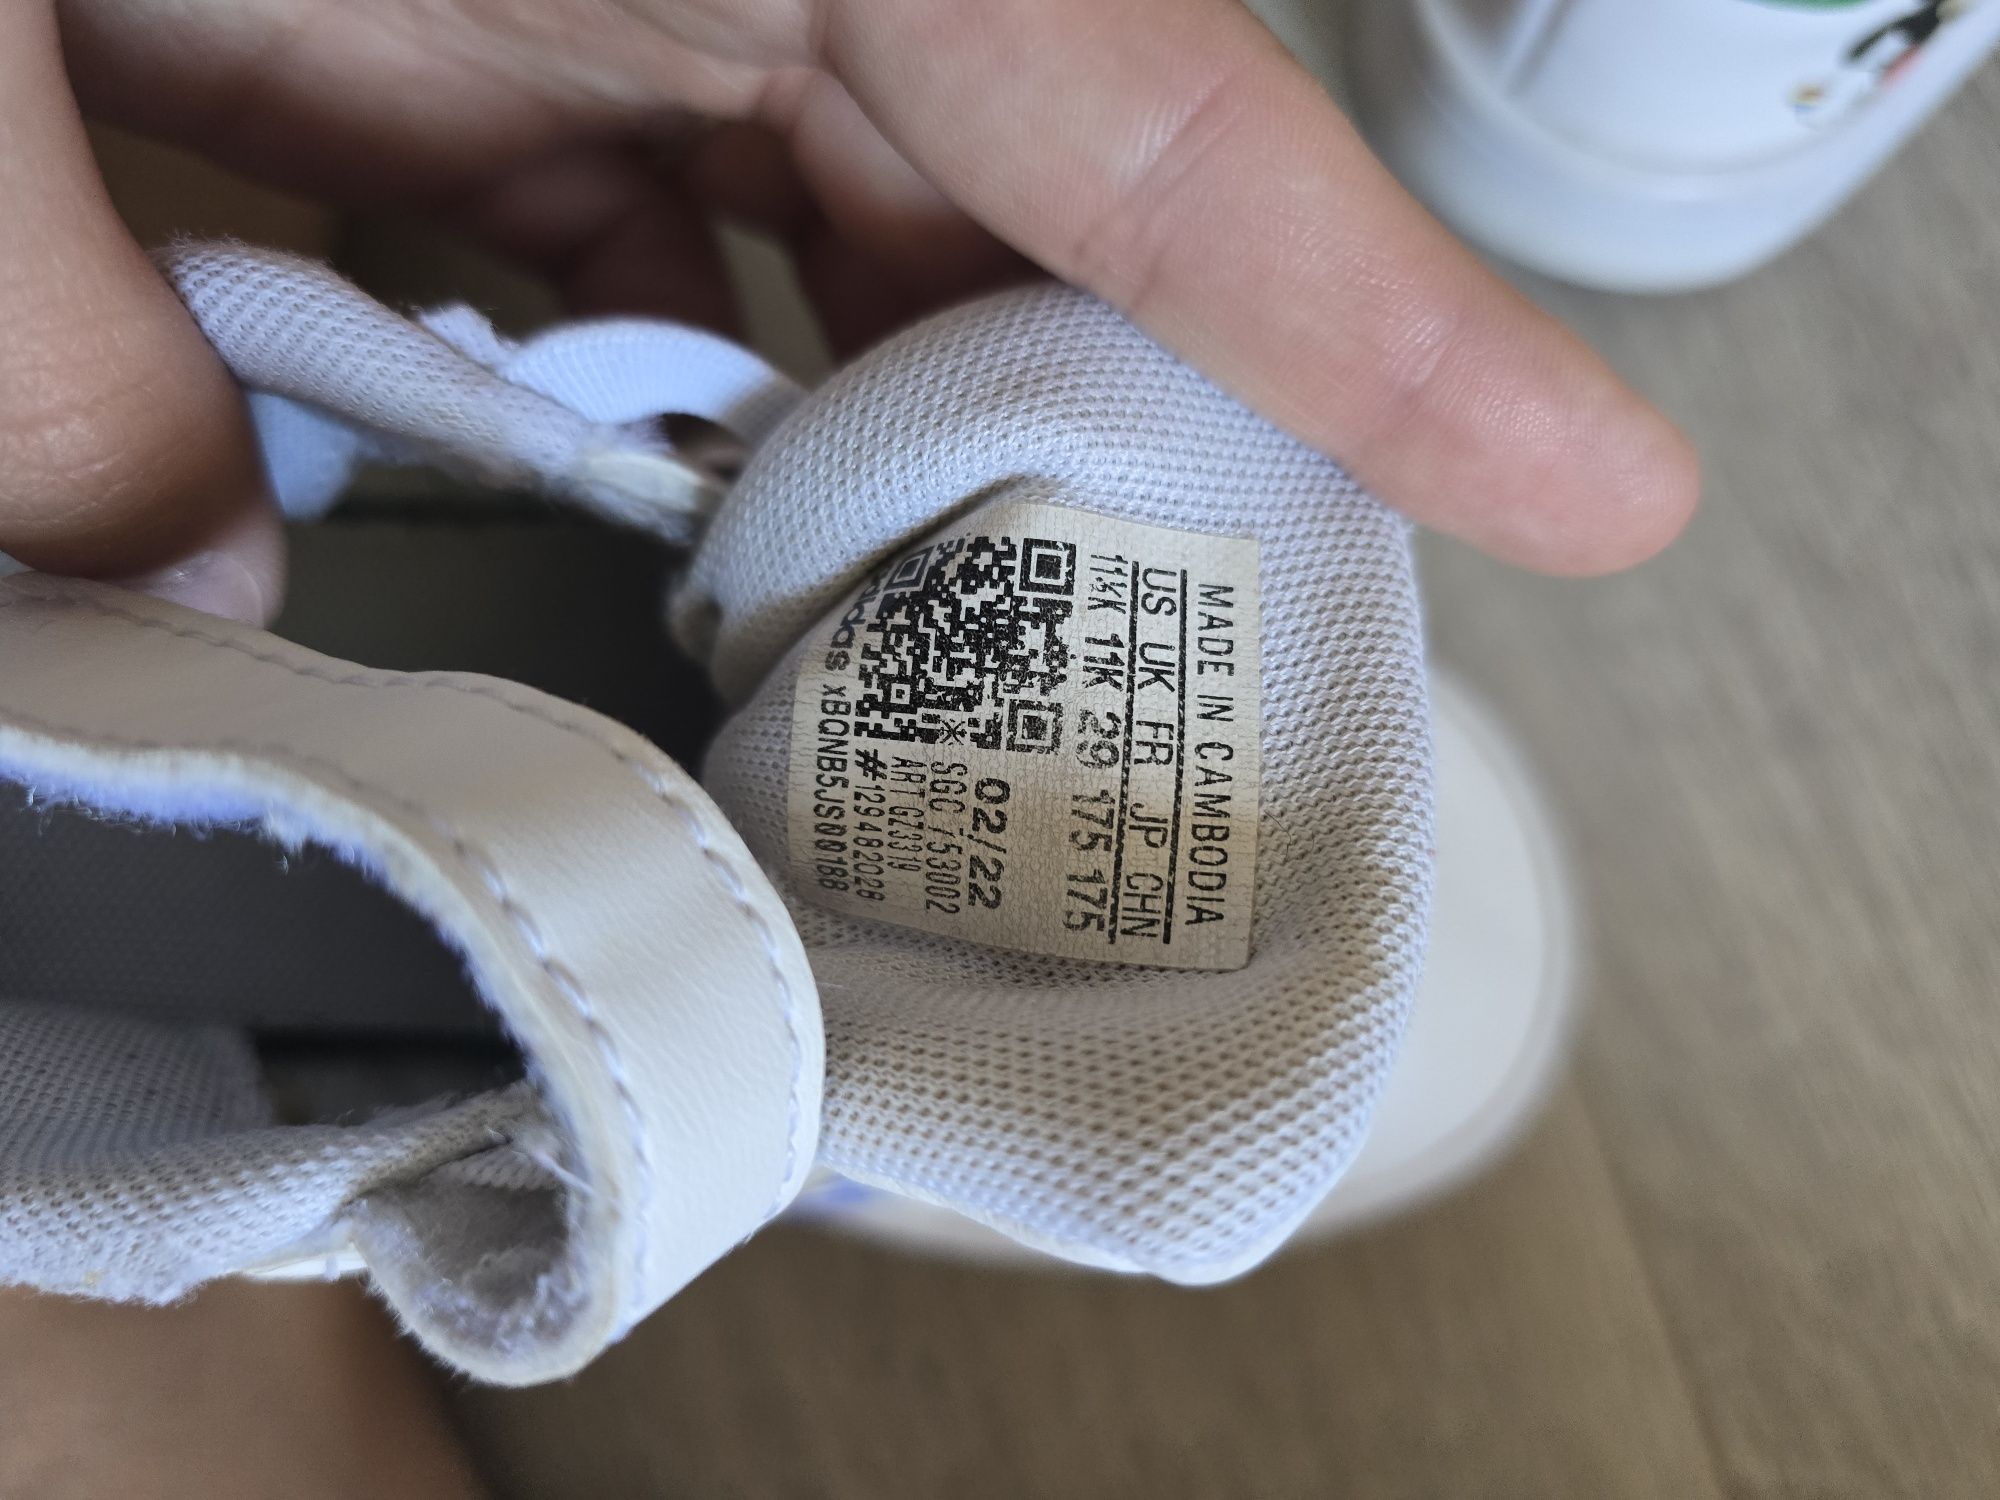 MADE IN CAMBODIA
US UK FR JP CHN
11½K 11K 29 175 175
02/22
SGC 753002
ART GZ3319
#129482028
adidas xBQNB5JS00188